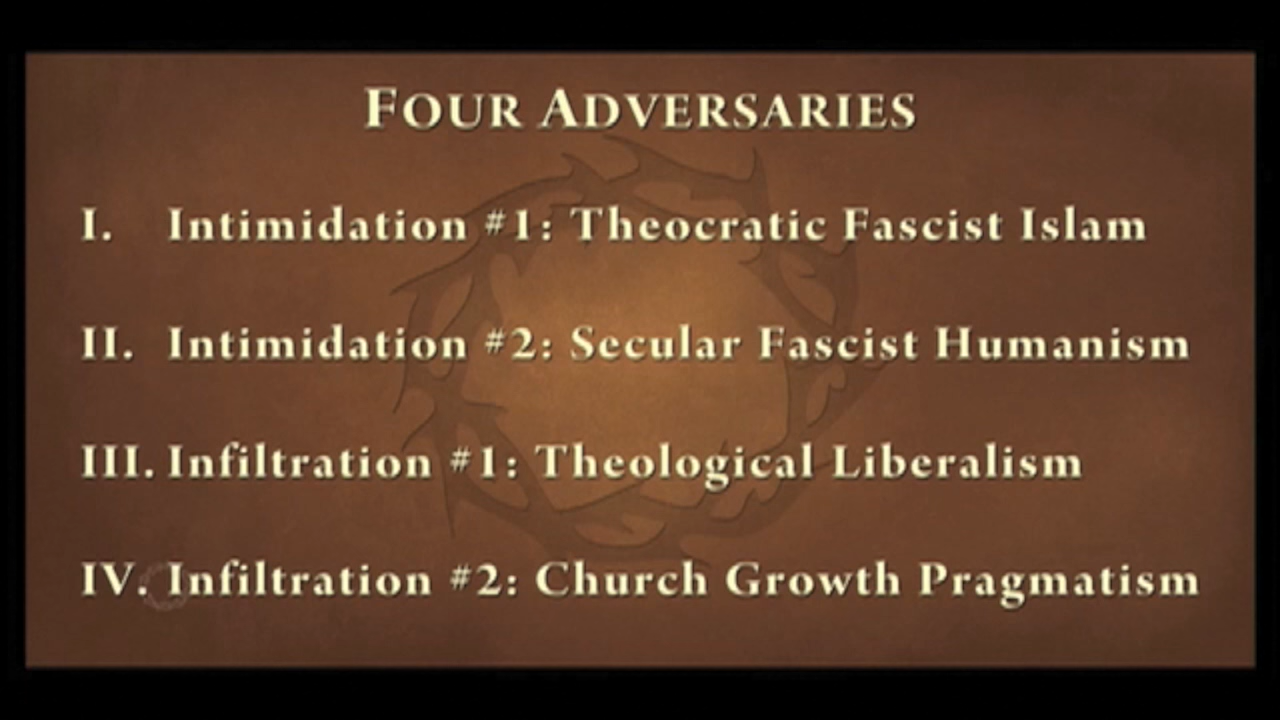 FOUR ADVERSARIES
I. Intimidation #1: Theocratic Fascist Islam
II. Intimidation #2: Secular Fascist Humanism
III. Infiltration #1: Theological Liberalism
IV. Infiltration #2: Church Growth Pragmatism